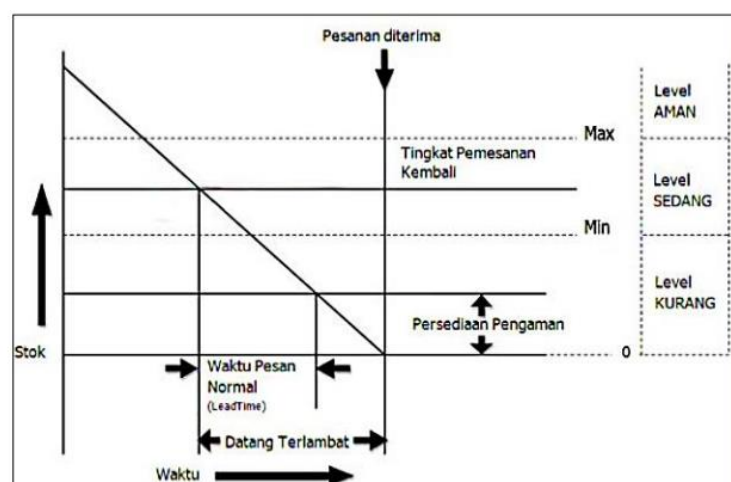 Pesanan diterima
Level
AMAN
Max
Tingkat Pemesanan
Kembali
Level
SEDANG
Min
Level
KURANG
Persediaan Pengaman
Stok
0
Waktu Pesan
Normal
(LeadTime)
Datang Terlambat
Waktu